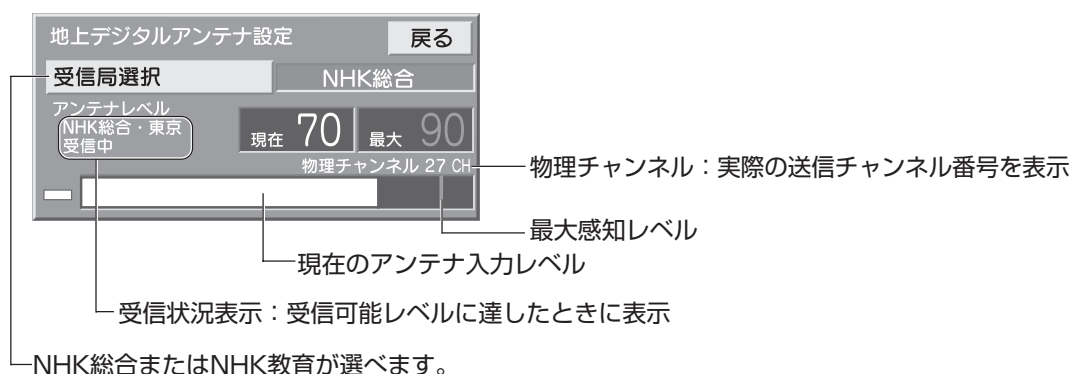 地上デジタルアンテナ設定 戻る
受信局選択 NHK総合
アンテナレベル
NHK総合・東京
受信中
現在 70 最大 90
物理チャンネル 27 CH
物理チャンネル：実際の送信チャンネル番号を表示
最大感知レベル
現在のアンテナ入力レベル
受信状況表示：受信可能レベルに達したときに表示
NHK総合またはNHK教育が選べます。